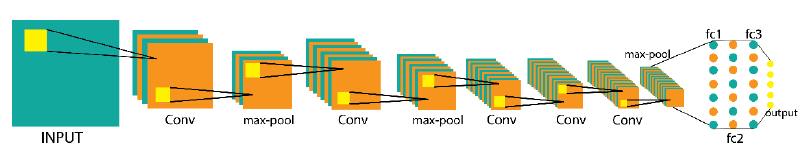 INPUT
Conv
max-pool
Conv
max-pool
Conv
Conv
Conv
max-pool
fc1
fc3
fc2
output